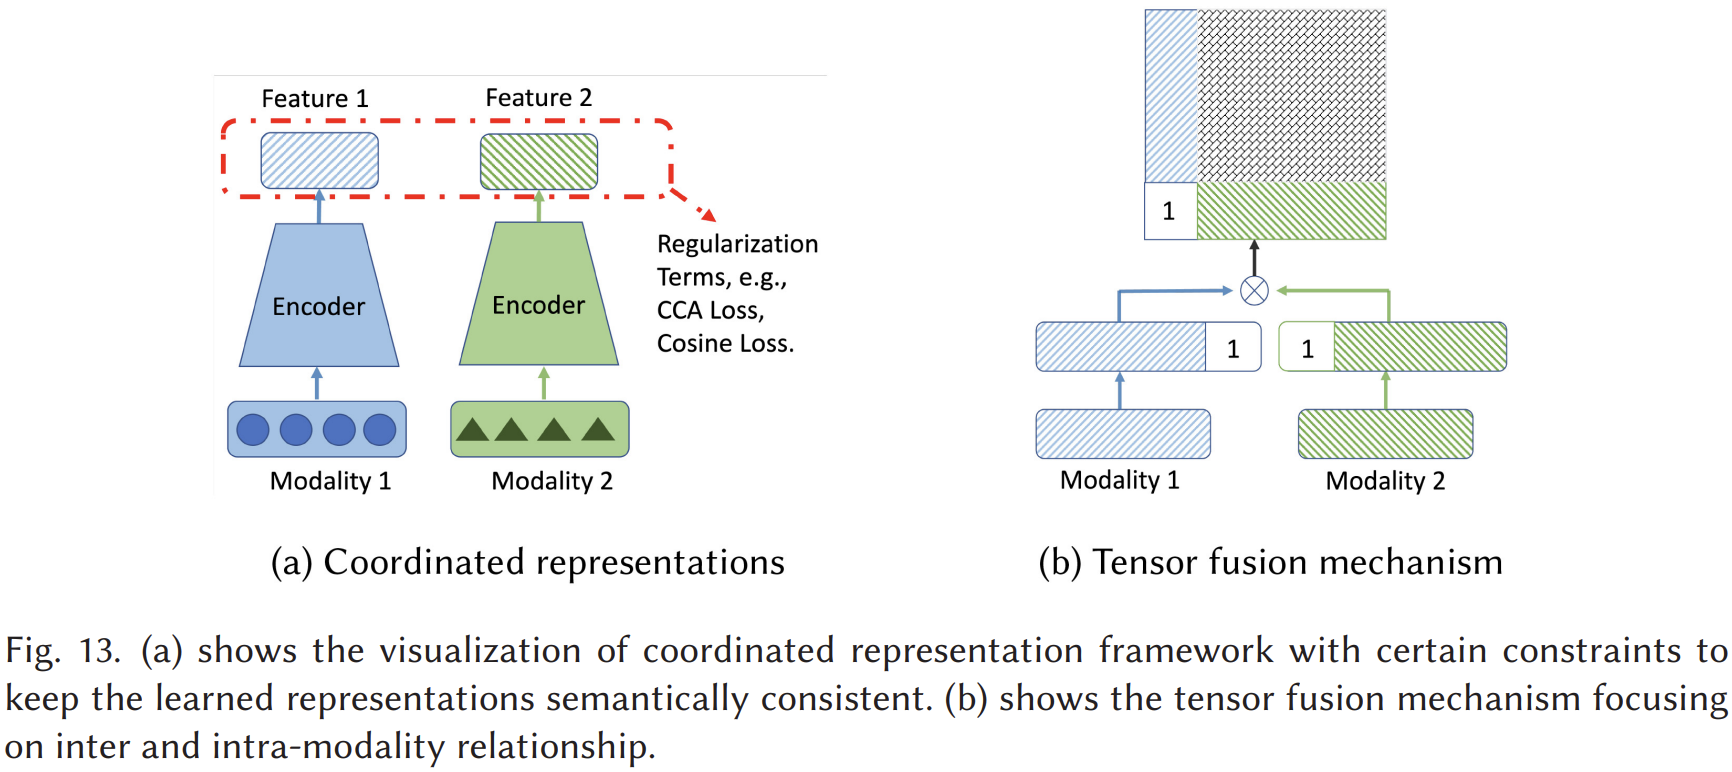 Feature 1
Feature 2
Encoder
Encoder
Regularization
Terms, e.g.,
CCA Loss,
Cosine Loss.
Modality 1
Modality 2
(a) Coordinated representations
1
1
1
Modality 1
Modality 2
(b) Tensor fusion mechanism
Fig. 13. (a) shows the visualization of coordinated representation framework with certain constraints to
keep the learned representations semantically consistent. (b) shows the tensor fusion mechanism focusing
on inter and intra-modality relationship.